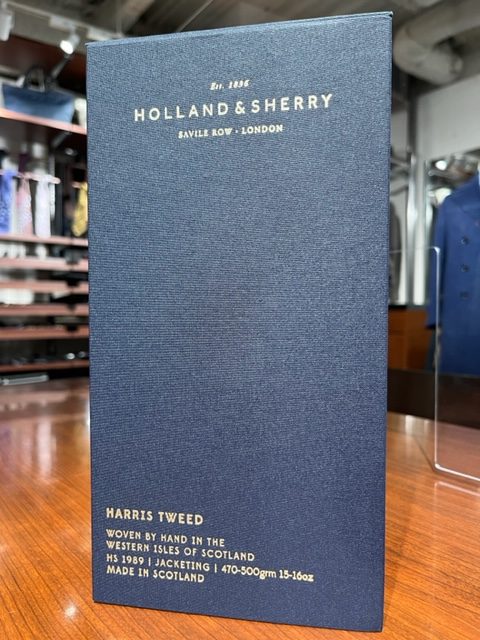 Est. 1836
HOLLAND & SHERRY
SAVILE ROW · LONDON
HARRIS TWEED
WOVEN BY HAND IN THE
WESTERN ISLES OF SCOTLAND
HS 1989 | JACKETING | 470-500grm 15-16oz
MADE IN SCOTLAND